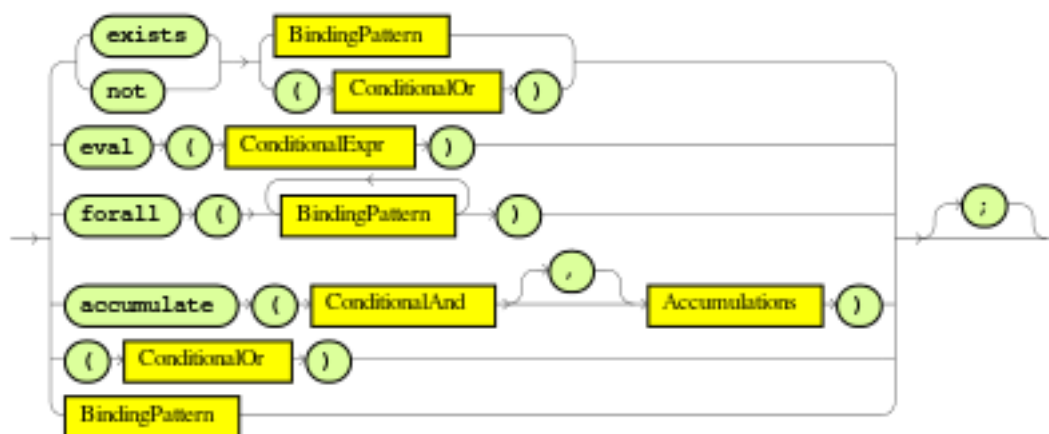 exists BindingPattern
not ( ConditionalOr )
eval ( ConditionalExpr )
forall ( BindingPattern )
;
,
accumulate ( ConditionalAnd Accumulations )
( ConditionalOr )
BindingPattern